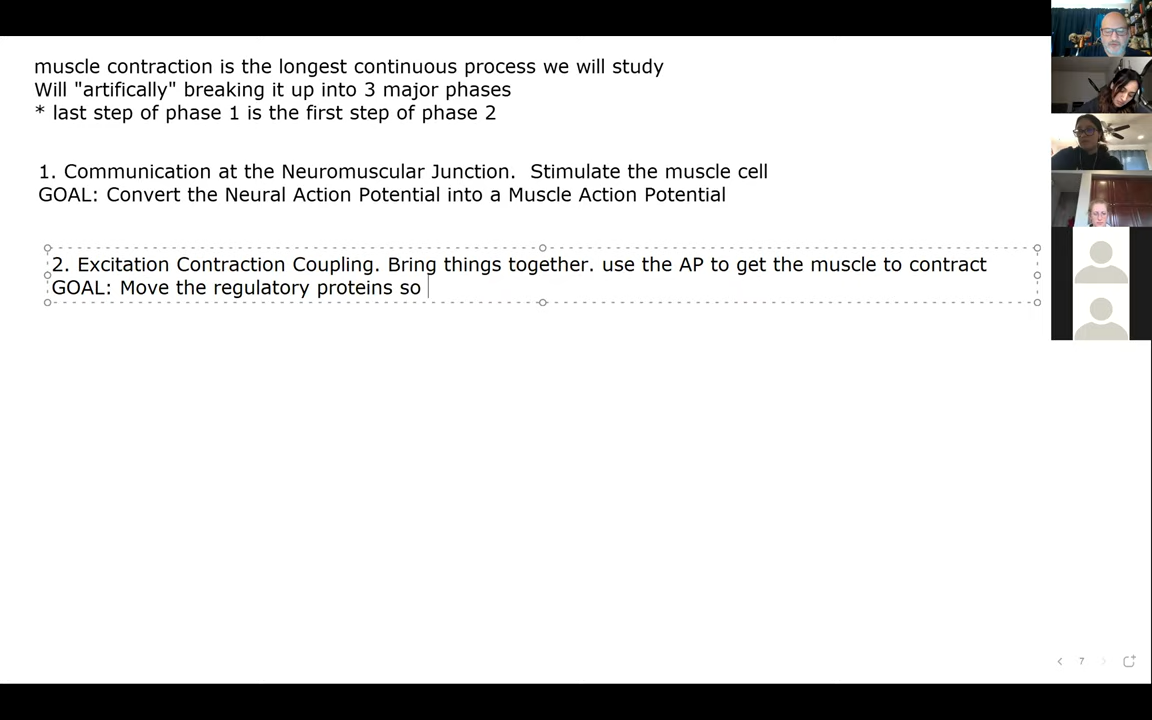 muscle contraction is the longest continuous process we will study
Will "artifically" breaking it up into 3 major phases
* last step of phase 1 is the first step of phase 2
1. Communication at the Neuromuscular Junction.  Stimulate the muscle cell
GOAL: Convert the Neural Action Potential into a Muscle Action Potential
2. Excitation Contraction Coupling. Bring things together. use the AP to get the muscle to contract
GOAL: Move the regulatory proteins so
7